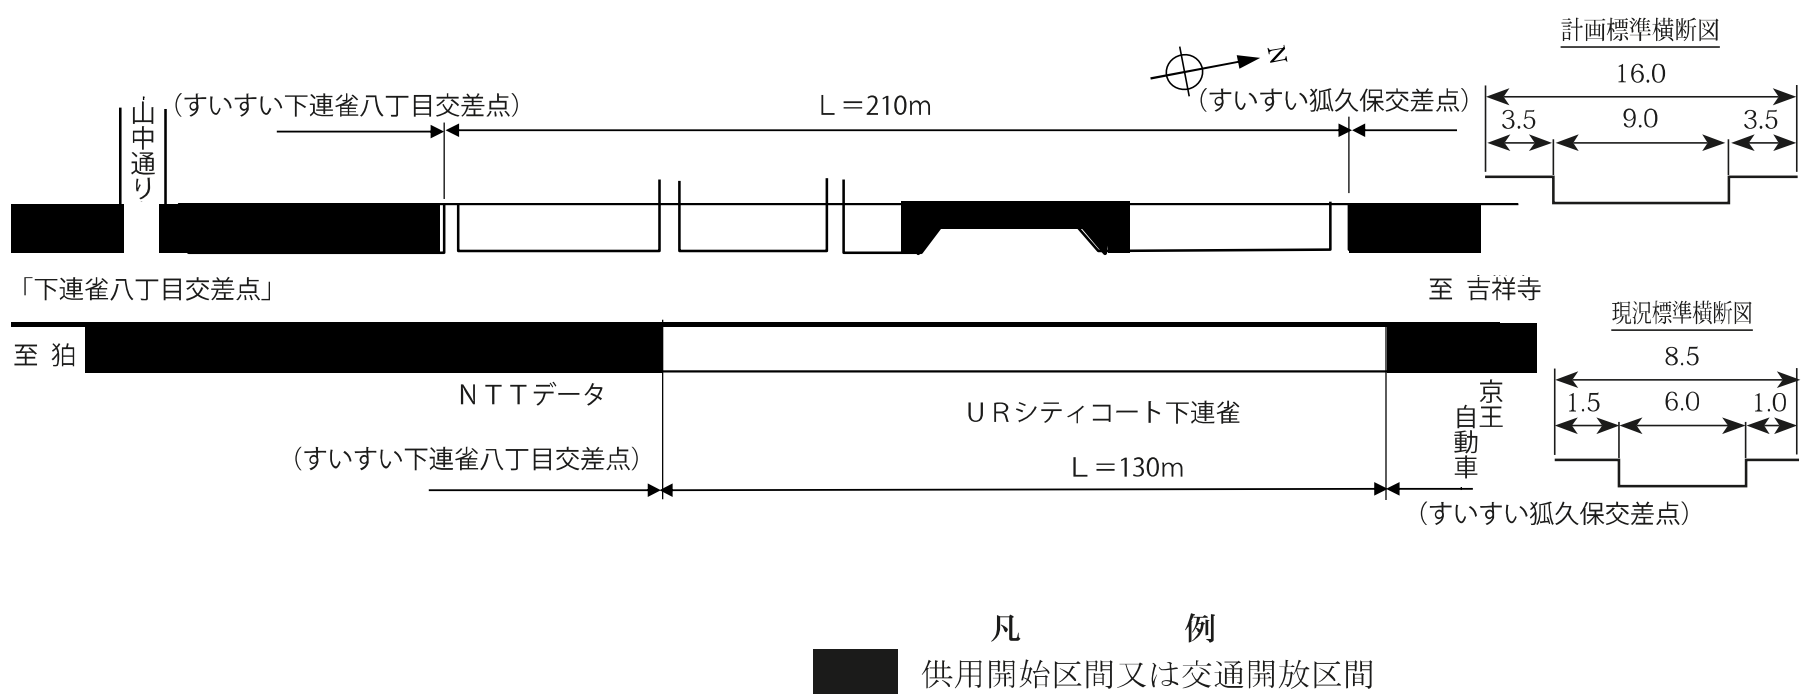 計画標準横断図
16.0
3.5 9.0 3.5
N
(すいすい下連雀八丁目交差点)
L=210m
(すいすい狐久保交差点)
山中通り
「下連雀八丁目交差点」
至 吉祥寺
至 狛
現況標準横断図
8.5
1.5 6.0 1.0
NTTデータ
URシティコート下連雀
京王
自動車
(すいすい下連雀八丁目交差点)
L=130m
(すいすい狐久保交差点)
凡 例
供用開始区間又は交通開放区間